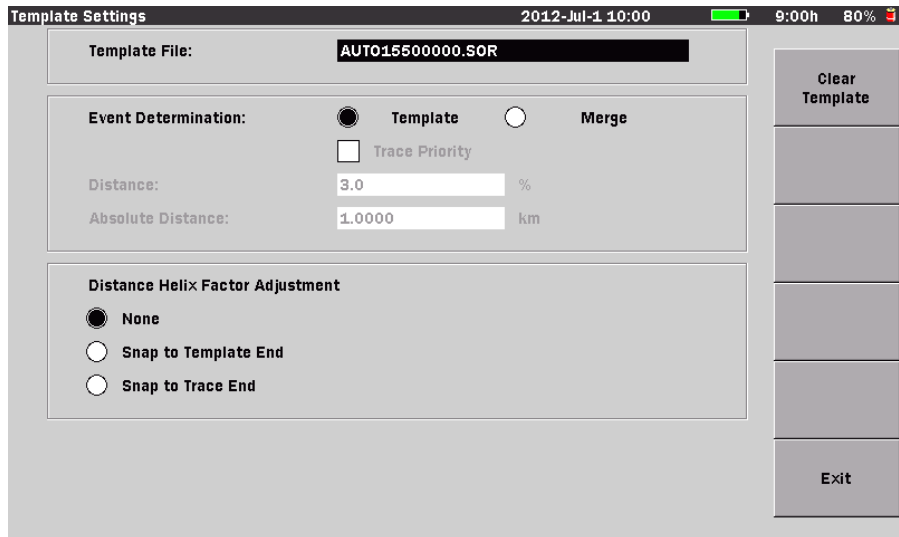 Template Settings 2012-Jul-1 10:00 9:00h 80%
Template File: AUTO15500000.SOR
Clear
Template
Event Determination: Template Merge
Trace Priority
Distance: 3.0 %
Absolute Distance: 1.0000 km
Distance Helix Factor Adjustment
None
Snap to Template End
Snap to Trace End
Exit